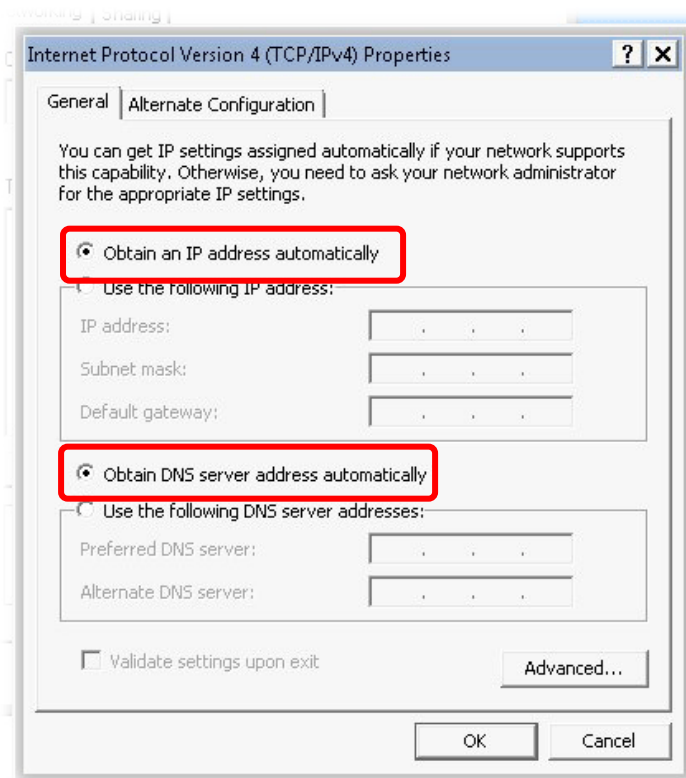 Sharing
Internet Protocol Version 4 (TCP/IPv4) Properties
General
Alternate Configuration
You can get IP settings assigned automatically if your network supports
this capability. Otherwise, you need to ask your network administrator
for the appropriate IP settings.
Obtain an IP address automatically
Use the following IP address:
IP address:
Subnet mask:
Default gateway:
Obtain DNS server address automatically
Use the following DNS server addresses:
Preferred DNS server:
Alternate DNS server:
Validate settings upon exit
Advanced...
OK
Cancel